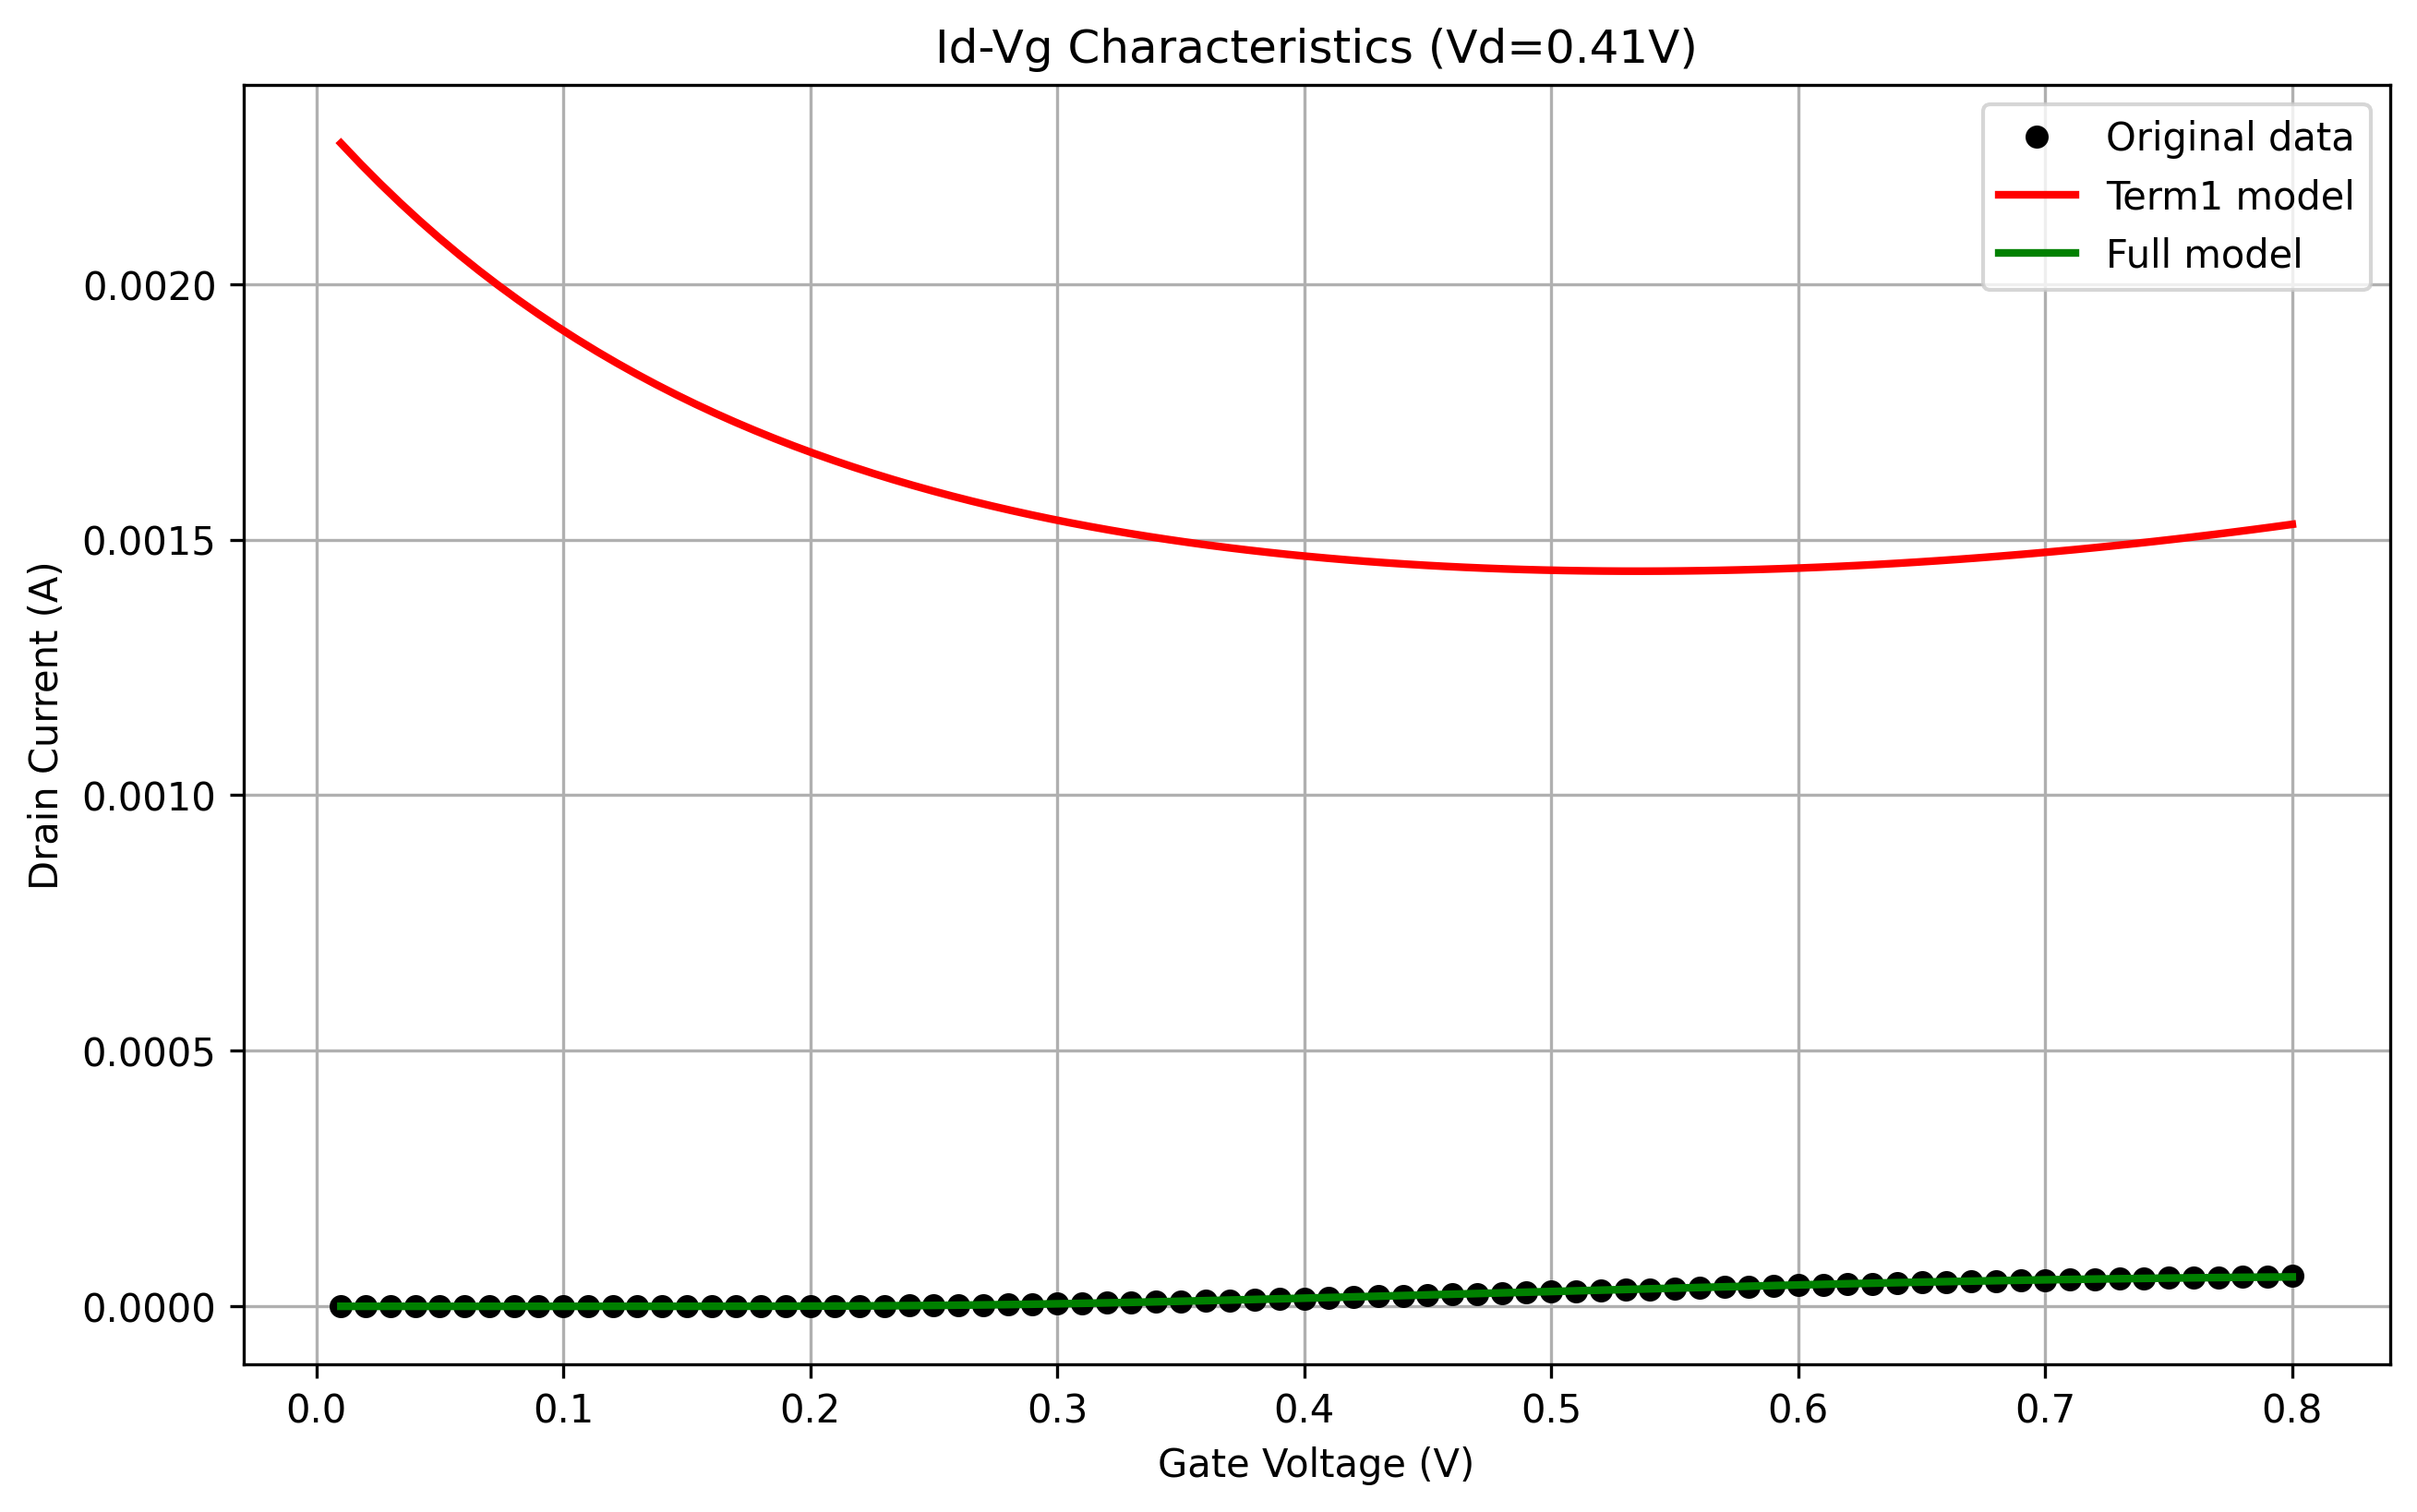 Id-Vg Characteristics (Vd=0.41V)
Original data
Term1 model
Full model
Drain Current (A)
0.0020
0.0015
0.0010
0.0005
0.0000
0.0 0.1 0.2 0.3 0.4 0.5 0.6 0.7 0.8
Gate Voltage (V)